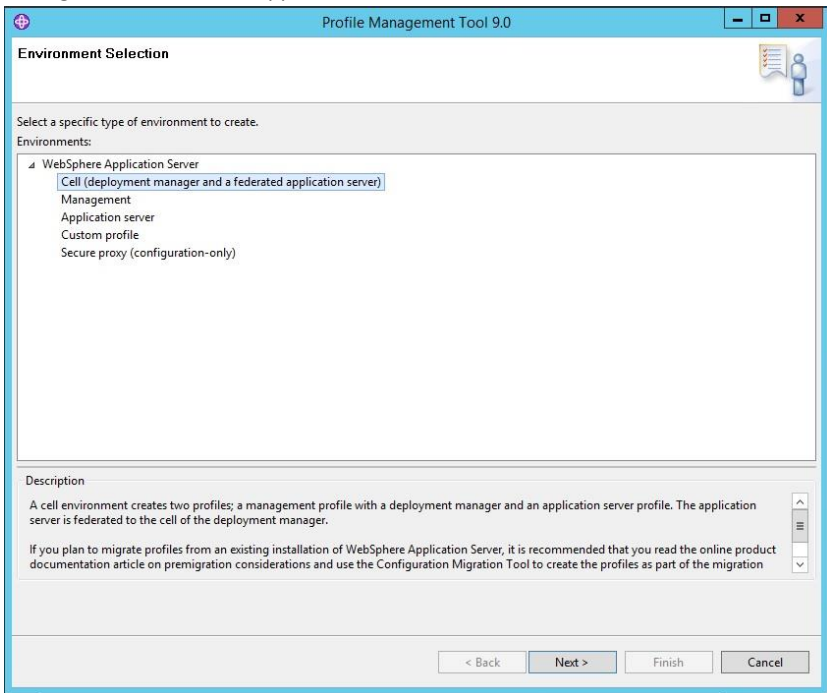 Profile Management Tool 9.0
Environment Selection
Select a specific type of environment to create.
Environments:
WebSphere Application Server
Cell (deployment manager and a federated application server)
Management
Application server
Custom profile
Secure proxy (configuration-only)
Description
A cell environment creates two profiles; a management profile with a deployment manager and an application server profile. The application
server is federated to the cell of the deployment manager.
If you plan to migrate profiles from an existing installation of WebSphere Application Server, it is recommended that you read the online product
documentation article on premigration considerations and use the Configuration Migration Tool to create the profiles as part of the migration
< Back Next > Finish Cancel